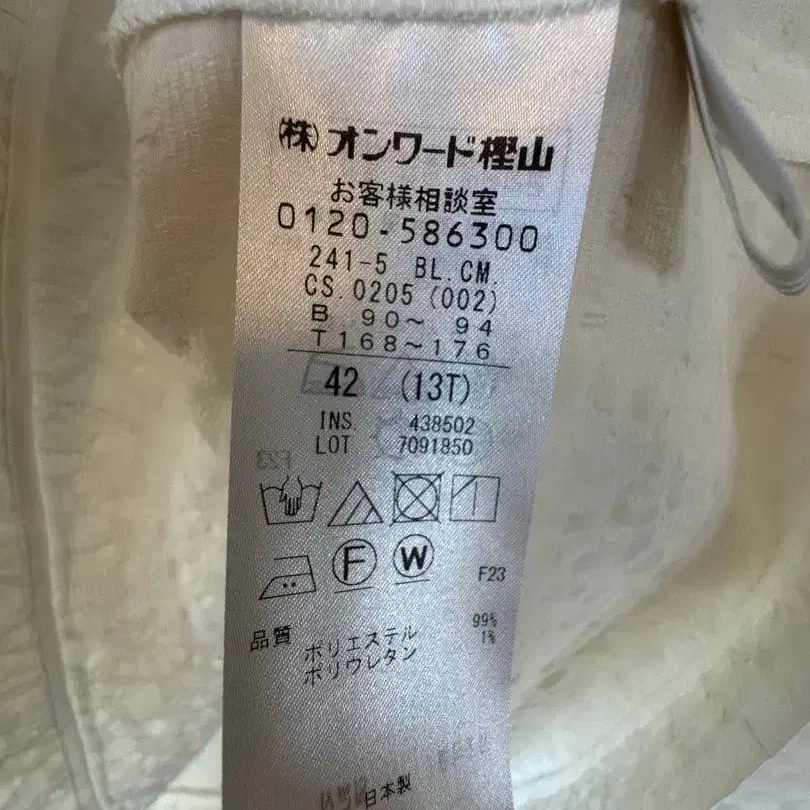 ㈱オンワード樫山
お客様相談室
0120-586300
241-5 BL.CM.
CS.0205(002)
B 90〜 94
T168〜176
42 (13T)
INS. 438502
LOT 7091850
F W
F23
品質 ポリエステル 99%
ポリウレタン 1%
日本製